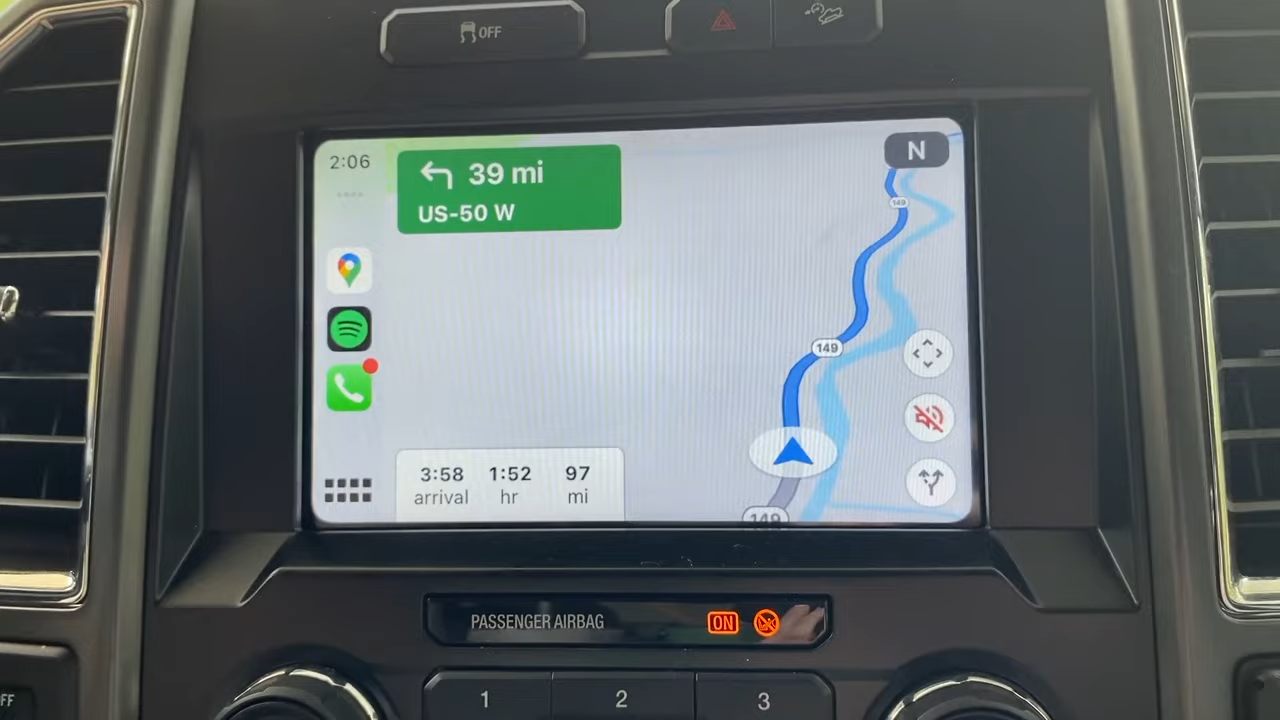 OFF
2:06
39 mi
US-50 W
N
149
149
3:58 1:52 97
arrival hr mi
149
PASSENGER AIRBAG ON
FF
1 2 3